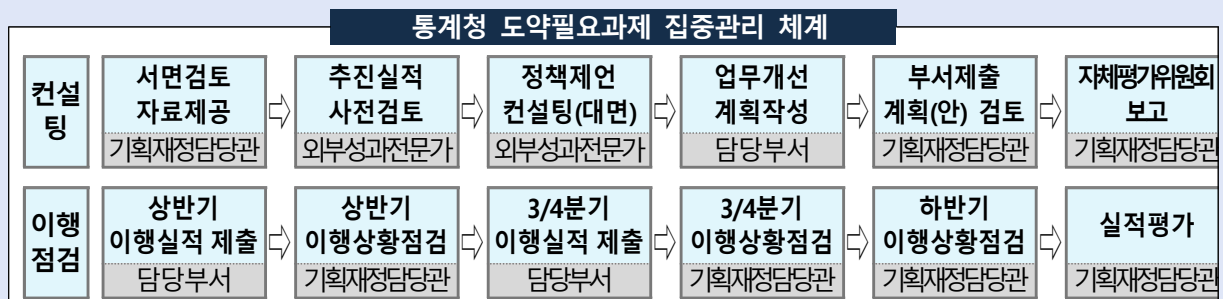 통계청 도약필요과제 집중관리 체계
컨설
팅
서면검토
자료제공
기획재정담당관
추진실적
사전검토
외부성과전문가
정책제언
컨설팅(대면)
외부성과전문가
업무개선
계획작성
담당부서
부서제출
계획(안) 검토
기획재정담당관
자체평가위원회
보고
기획재정담당관
이행
점검
상반기
이행실적 제출
담당부서
상반기
이행상황점검
기획재정담당관
3/4분기
이행실적 제출
담당부서
3/4분기
이행상황점검
기획재정담당관
하반기
이행상황점검
기획재정담당관
실적평가
기획재정담당관